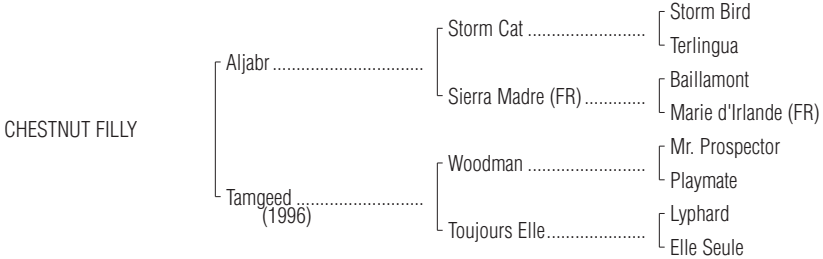 Storm Bird
Storm Cat ........................
Terlingua
Aljabr ...............................
Baillamont
Sierra Madre (FR) .............
Marie d'Irlande (FR)
CHESTNUT FILLY
Mr. Prospector
Woodman ........................
Playmate
Tamgeed ..........................
(1996)
Lyphard
Toujours Elle....................
Elle Seule